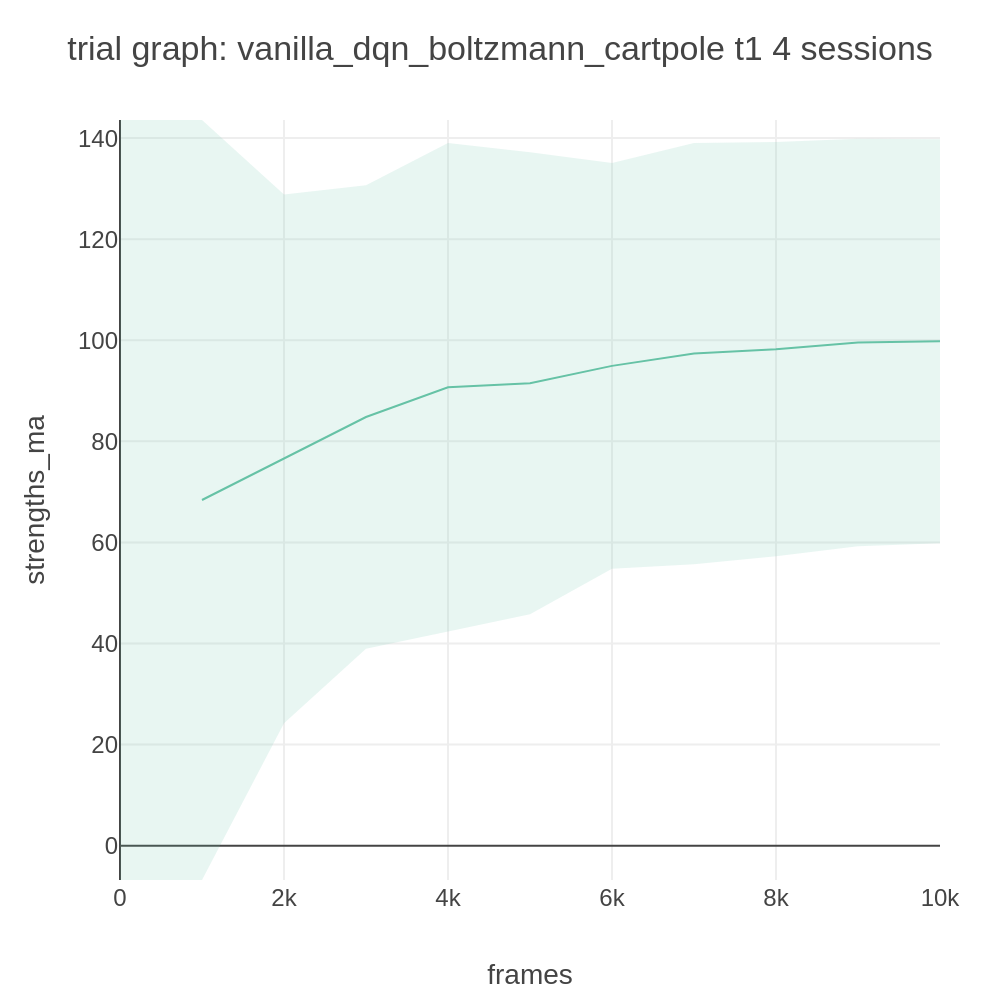 trial graph: vanilla_dqn_boltzmann_cartpole t1 4 sessions
140
120
100
80
60
40
20
0
strengths_ma
0 2k 4k 6k 8k 10k
frames